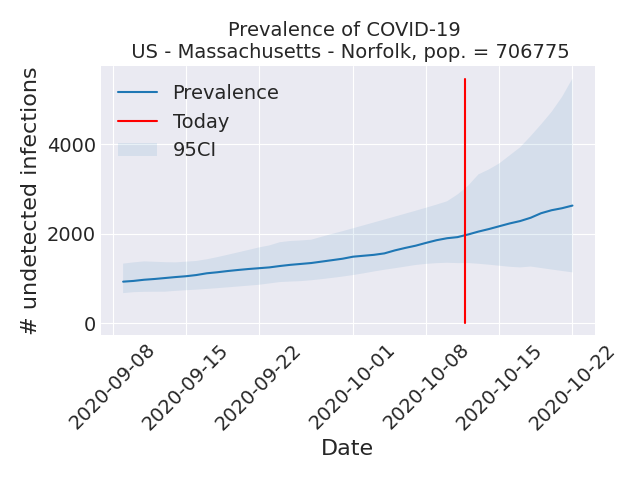 Prevalence of COVID-19
US - Massachusetts - Norfolk, pop. = 706775
Prevalence
Today
95CI
# undetected infections
4000
2000
0
2020-09-08
2020-09-15
2020-09-22
2020-10-01
2020-10-08
2020-10-15
2020-10-22
Date